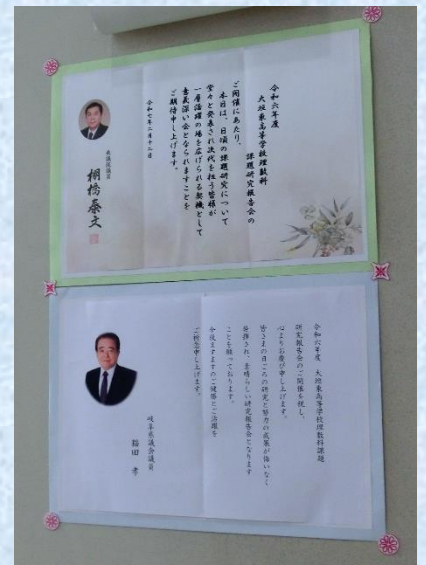 令和六年度
大垣東高等学校理数科
課題研究報告会の
ご開催にあたり、
本日は、日頃の課題研究について
堂々と発表され次代を担う皆様が
一層活躍の場を広げられる契機として
意義深い会となられますことを
ご期待申し上げます。
令和七年二月十二日
衆議院議員
棚橋泰文
令和六年度 大垣東高等学校理数科課題
研究報告会のご開催を祝し、
心よりお慶び申し上げます。
皆さまの日ごろの研究と努力の成果が悔いなく
発揮され、素晴らしい研究報告会となります
ことを願っております。
今後ますますのご健勝とご活躍を
ご祈念申し上げます。
岐阜県議会議員
稲田 孝